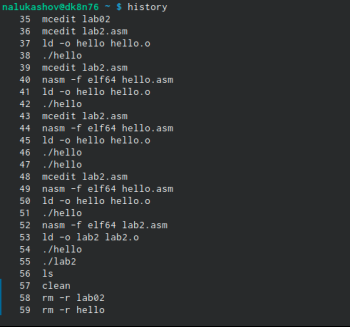 nalukashov@dk8n76 ~ $ history
35 mcedit lab02
36 mcedit lab2.asm
37 ld -o hello hello.o
38 ./hello
39 mcedit lab2.asm
40 nasm -f elf64 hello.asm
41 ld -o hello hello.o
42 ./hello
43 mcedit lab2.asm
44 nasm -f elf64 hello.asm
45 ld -o hello hello.o
46 ./hello
47 ./hello
48 mcedit lab2.asm
49 nasm -f elf64 hello.asm
50 ld -o hello hello.o
51 ./hello
52 nasm -f elf64 lab2.asm
53 ld -o lab2 lab2.o
54 ./hello
55 ./lab2
56 ls
57 clean
58 rm -r lab02
59 rm -r hello